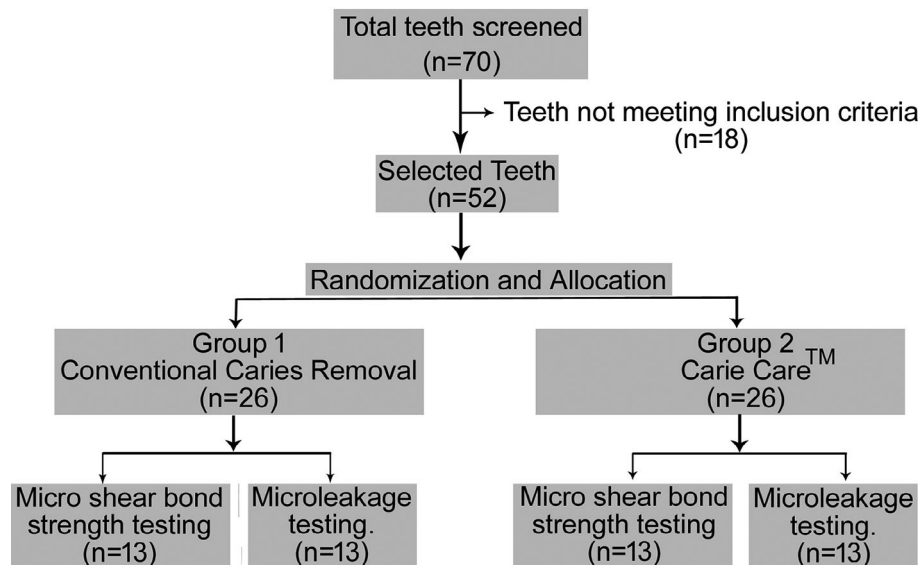 Total teeth screened
(n=70)
Teeth not meeting inclusion criteria
(n=18)
Selected Teeth
(n=52)
Randomization and Allocation
Group 1
Conventional Caries Removal
(n=26)
Group 2
Carie Care™
(n=26)
Micro shear bond
strength testing
(n=13)
Microleakage
testing.
(n=13)
Micro shear bond
strength testing
(n=13)
Microleakage
testing.
(n=13)